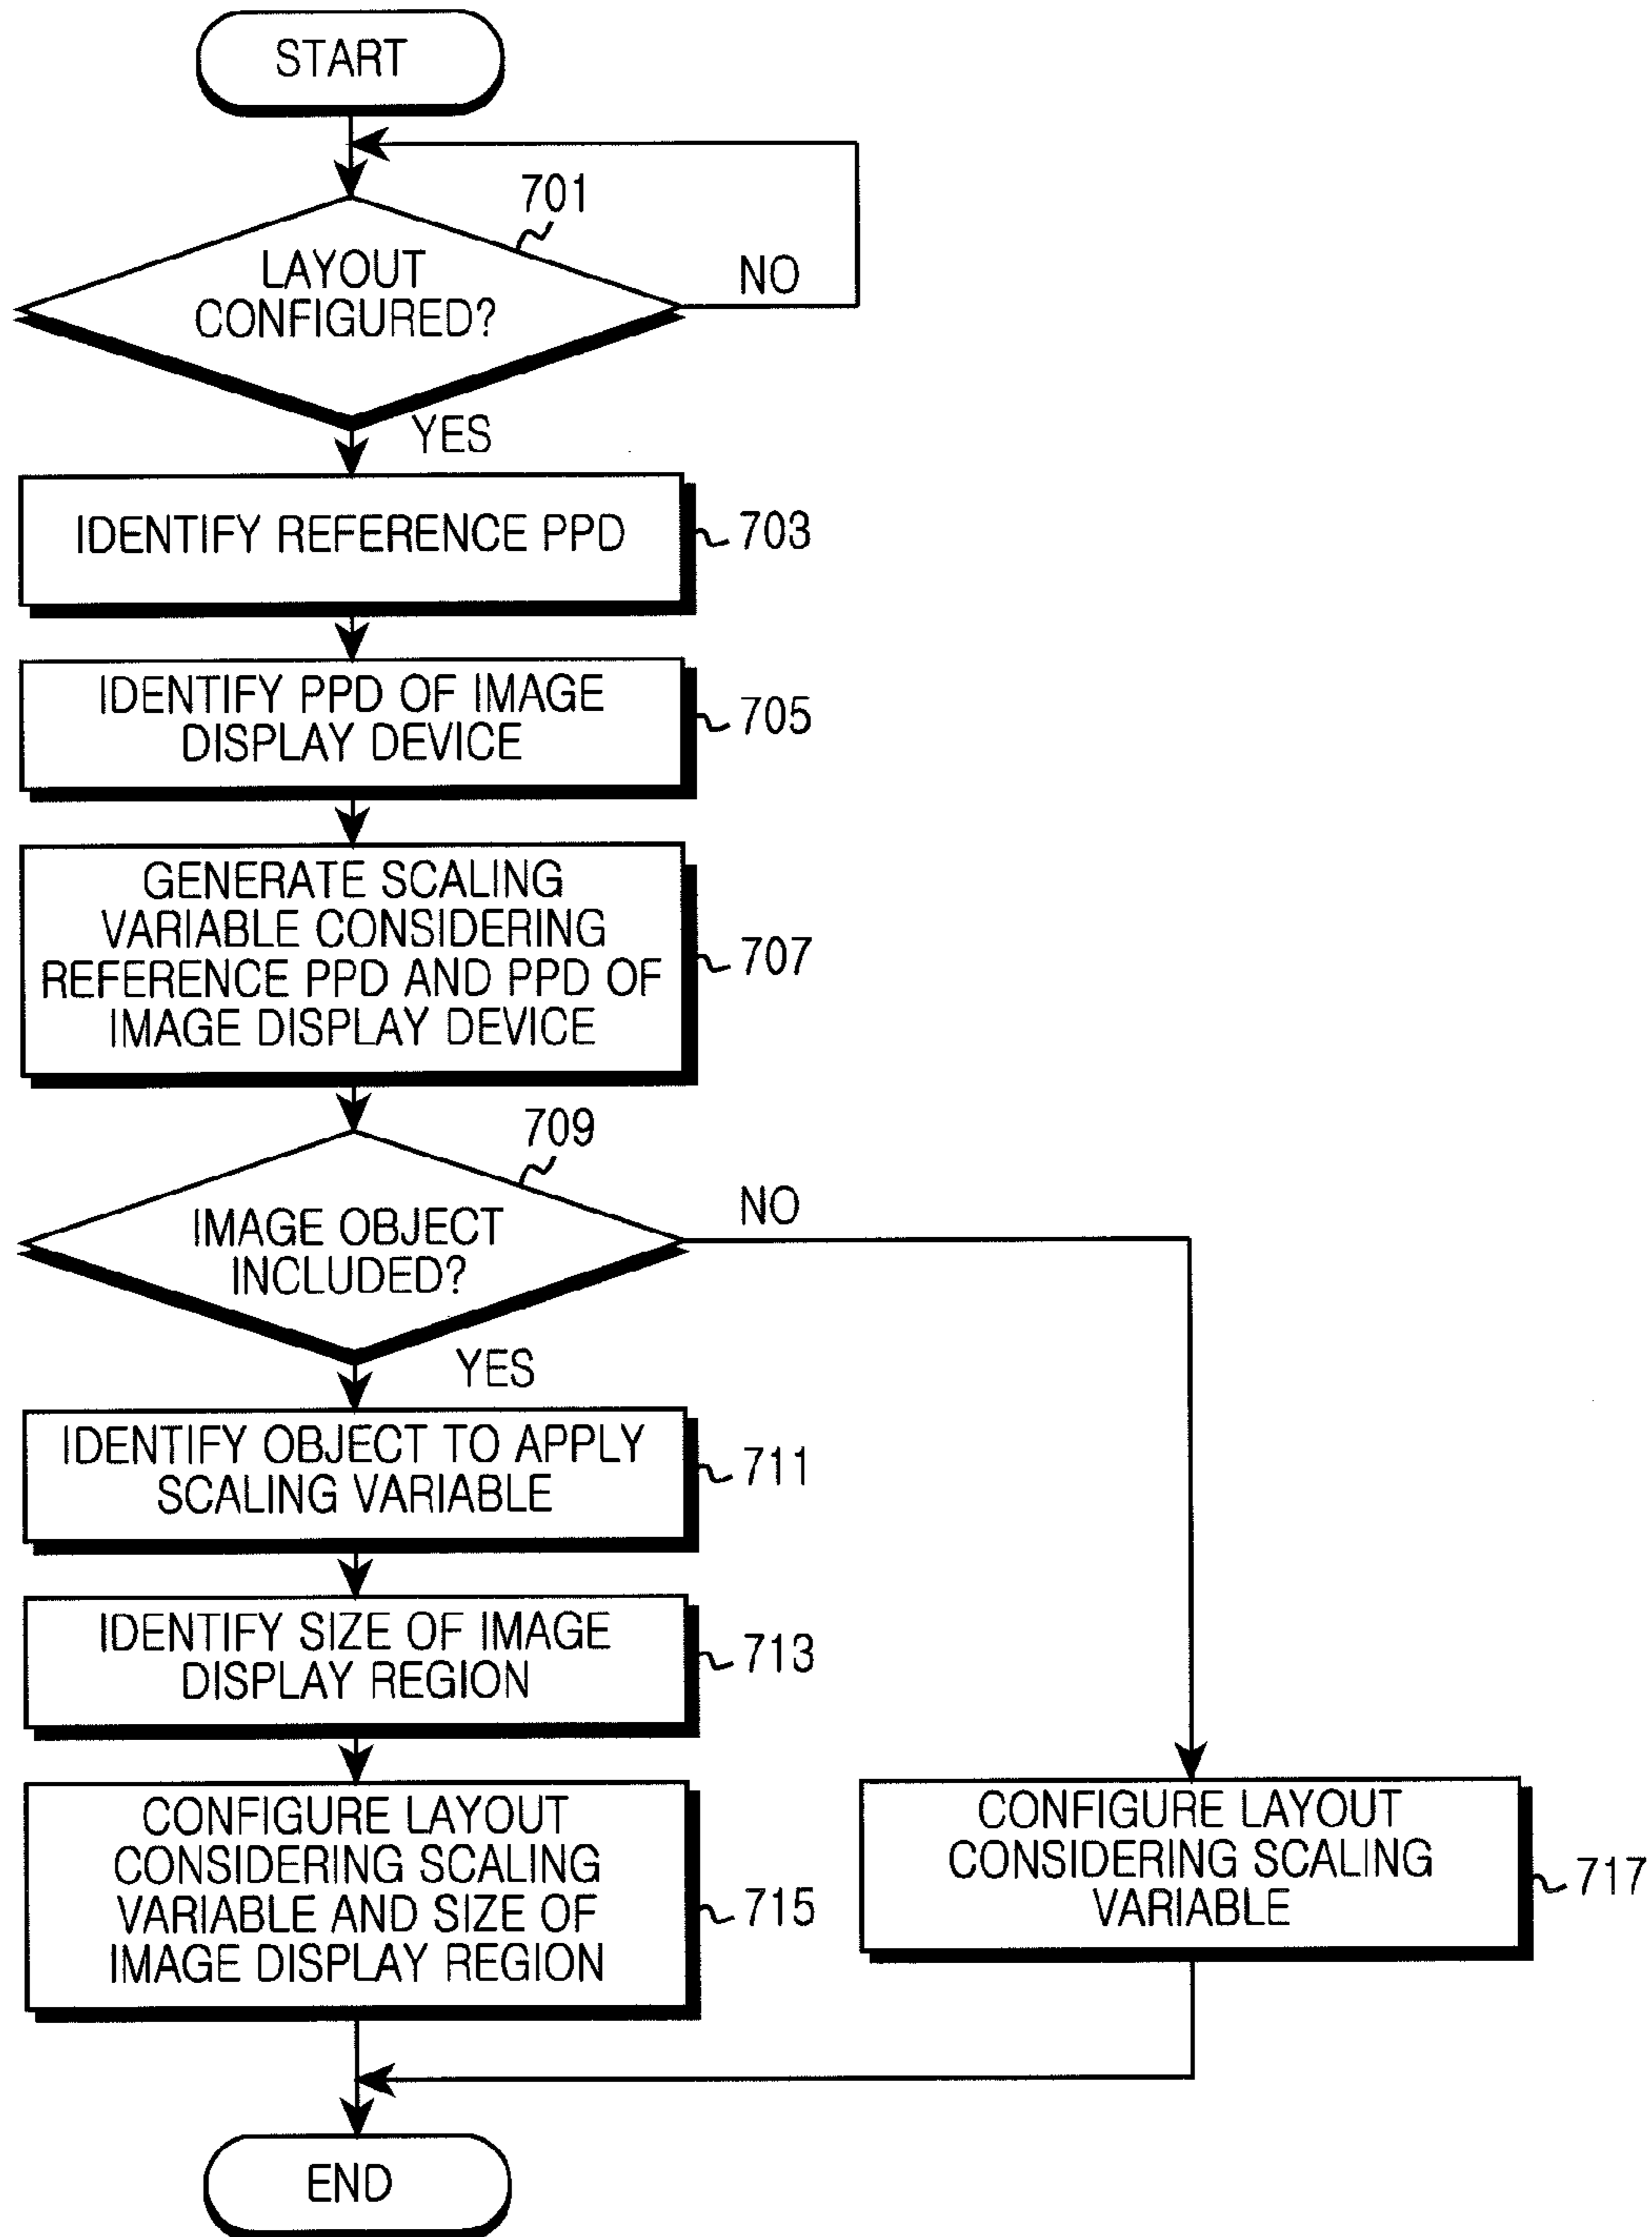 START
701
LAYOUT
CONFIGURED?
NO
YES
IDENTIFY REFERENCE PPD
703
IDENTIFY PPD OF IMAGE
DISPLAY DEVICE
705
GENERATE SCALING
VARIABLE CONSIDERING
REFERENCE PPD AND PPD OF
IMAGE DISPLAY DEVICE
707
709
IMAGE OBJECT
INCLUDED?
NO
YES
IDENTIFY OBJECT TO APPLY
SCALING VARIABLE
711
IDENTIFY SIZE OF IMAGE
DISPLAY REGION
713
CONFIGURE LAYOUT
CONSIDERING SCALING
VARIABLE AND SIZE OF
IMAGE DISPLAY REGION
715
CONFIGURE LAYOUT
CONSIDERING SCALING
VARIABLE
717
END